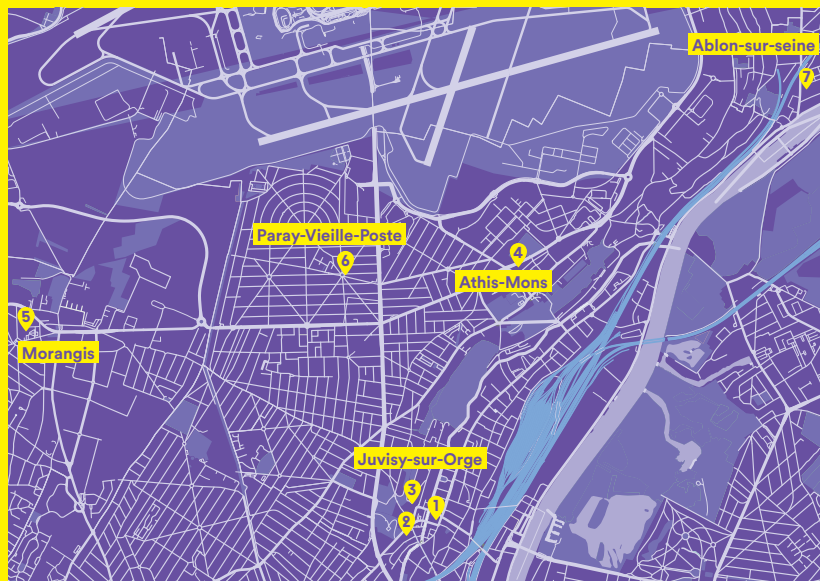 Ablon-sur-seine
7
Paray-Vieille-Poste
6
4
Athis-Mons
5
Morangis
Juvisy-sur-Orge
3
1
2